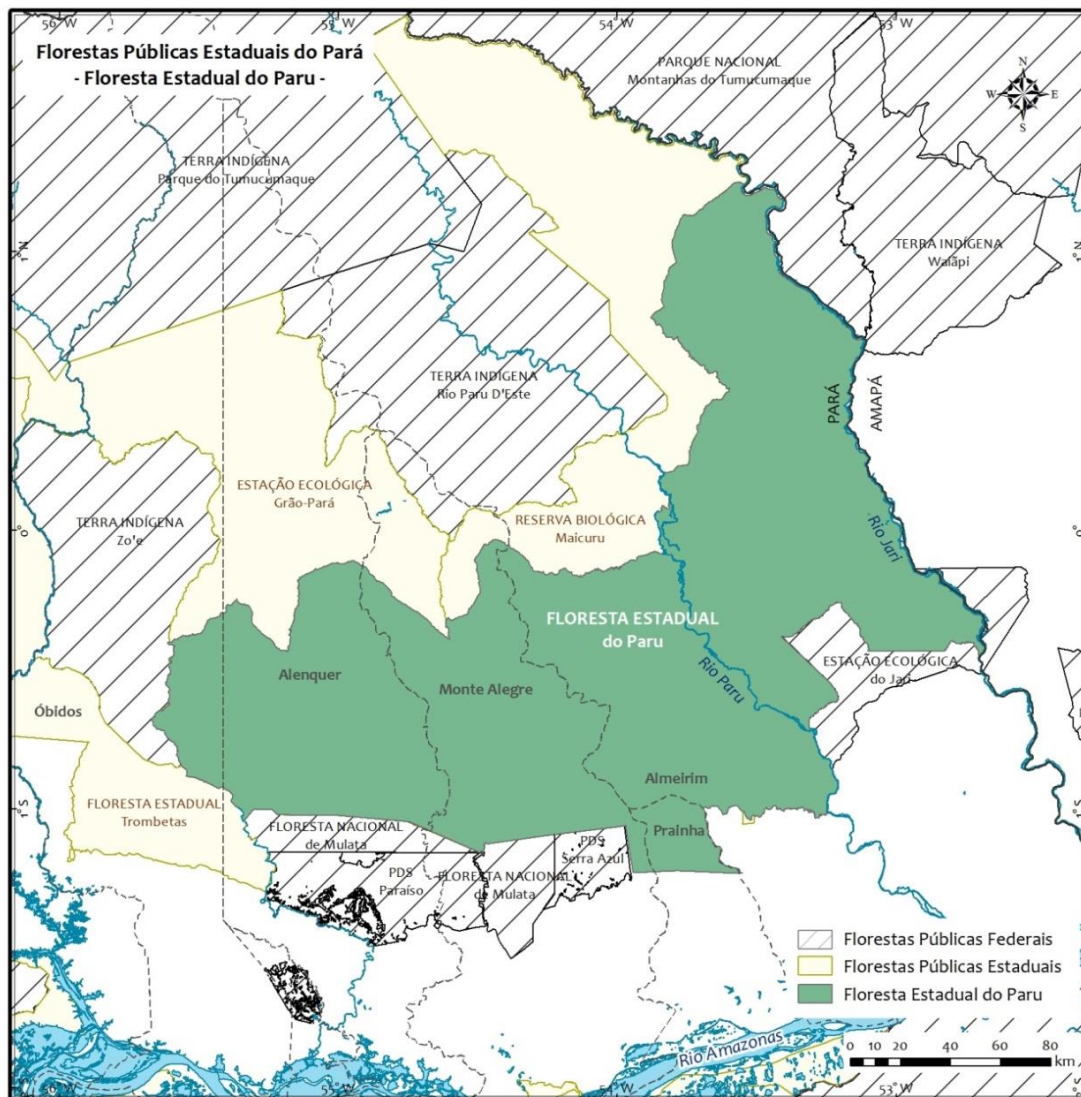 56° W
55° W
54° W
53° W
Florestas Públicas Estaduais do Pará
- Floresta Estadual do Paru -
PARQUE NACIONAL
Montanhas do Tumucumaque
N
W
E
S
TERRA INDÍGENA
Parque do Tumucumaque
1° N
TERRA INDÍGENA
Waiãpi
1° N
TERRA INDÍGENA
Rio Paru D'Este
PARÁ
AMAPÁ
ESTAÇÃO ECOLÓGICA
Grão-Pará
RESERVA BIOLÓGICA
Maicuru
TERRA INDÍGENA
Zo'e
0°
0°
Rio Jari
FLORESTA ESTADUAL
do Paru
ESTAÇÃO ECOLÓGICA
do Jari
Rio Paru
Alenquer
Monte Alegre
Óbidos
Almeirim
FLORESTA ESTADUAL
Trombetas
1° S
1° S
Prainha
FLORESTA NACIONAL
de Mulata
PDS
Serra Azul
PDS
Paraíso
FLORESTA NACIONAL
de Mulata
Florestas Públicas Federais
Florestas Públicas Estaduais
Floresta Estadual do Paru
Rio Amazonas
0 10 20 40 60 80
km
56° W
55° W
54° W
53° W